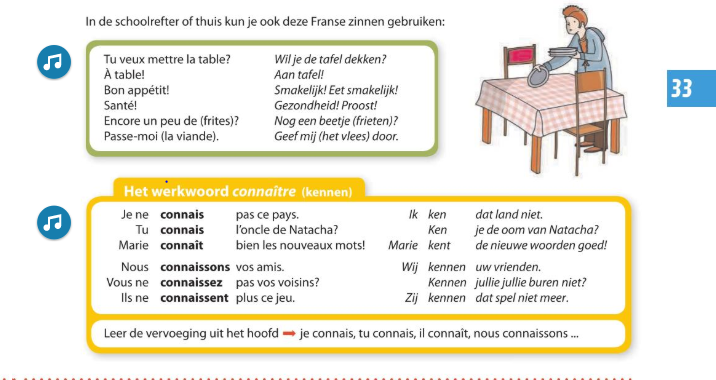 In de schoolrefter of thuis kun je ook deze Franse zinnen gebruiken:
Tu veux mettre la table? Wil je de tafel dekken?
À table! Aan tafel!
Bon appétit! Smakelijk! Eet smakelijk!
Santé! Gezondheid! Proost!
Encore un peu de (frites)? Nog een beetje (frieten)?
Passe-moi (la viande). Geef mij (het vlees) door.
33
Het werkwoord connaître (kennen)
Je ne connais pas ce pays. Ik ken dat land niet.
Tu connais l'oncle de Natacha? Ken je de oom van Natacha?
Marie connaît bien les nouveaux mots! Marie kent de nieuwe woorden goed!
Nous connaissons vos amis. Wij kennen uw vrienden.
Vous ne connaissez pas vos voisins? Kennen jullie jullie buren niet?
Ils ne connaissent plus ce jeu. Zij kennen dat spel niet meer.
Leer de vervoeging uit het hoofd ➡ je connais, tu connais, il connaît, nous connaissons ...